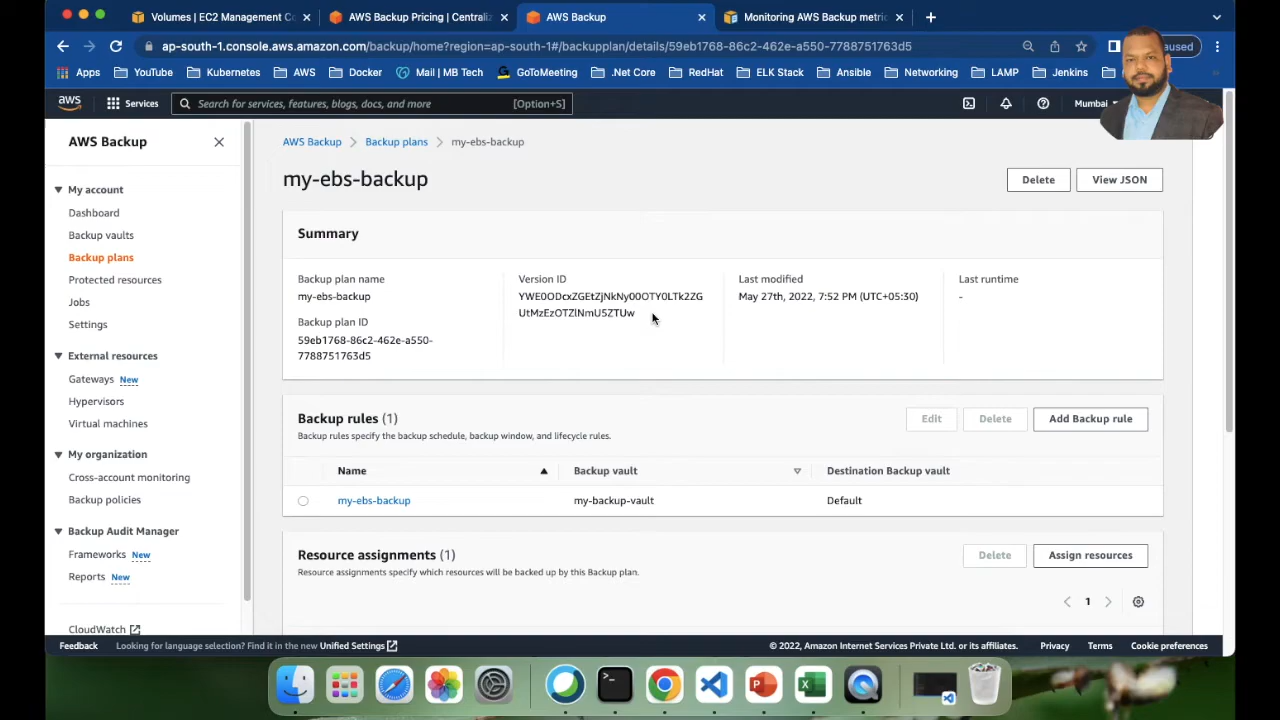 Volumes | EC2 Management C
AWS Backup Pricing | Centraliz
AWS Backup
Monitoring AWS Backup metric
ap-south-1.console.aws.amazon.com/backup/home?region=ap-south-1#/backupplan/details/59eb1768-86c2-462e-a550-7788751763d5
aused
Apps
YouTube
Kubernetes
AWS
Docker
Mail | MB Tech
GoToMeeting
.Net Core
RedHat
ELK Stack
Ansible
Networking
LAMP
Jenkins
aws
Services
Search for services, features, blogs, docs, and more
[Option+S]
Mumbai
AWS Backup
My account
Dashboard
Backup vaults
Backup plans
Protected resources
Jobs
Settings
External resources
Gateways New
Hypervisors
Virtual machines
My organization
Cross-account monitoring
Backup policies
Backup Audit Manager
Frameworks New
Reports New
CloudWatch
AWS Backup
Backup plans
my-ebs-backup
my-ebs-backup
Delete
View JSON
Summary
Backup plan name
my-ebs-backup
Backup plan ID
59eb1768-86c2-462e-a550-
7788751763d5
Version ID
YWE0ODcxZGEtZjNkNy00OTY0LTk2ZG
UtMzEzOTZlNmU5ZTUw
Last modified
May 27th, 2022, 7:52 PM (UTC+05:30)
Last runtime
-
Backup rules (1)
Edit
Delete
Add Backup rule
Backup rules specify the backup schedule, backup window, and lifecycle rules.
Name
Backup vault
Destination Backup vault
my-ebs-backup
my-backup-vault
Default
Resource assignments (1)
Delete
Assign resources
Resource assignments specify which resources will be backed up by this Backup plan.
1
Feedback
Looking for language selection? Find it in the new Unified Settings
© 2022, Amazon Internet Services Private Ltd. or its affiliates.
Privacy
Terms
Cookie preferences